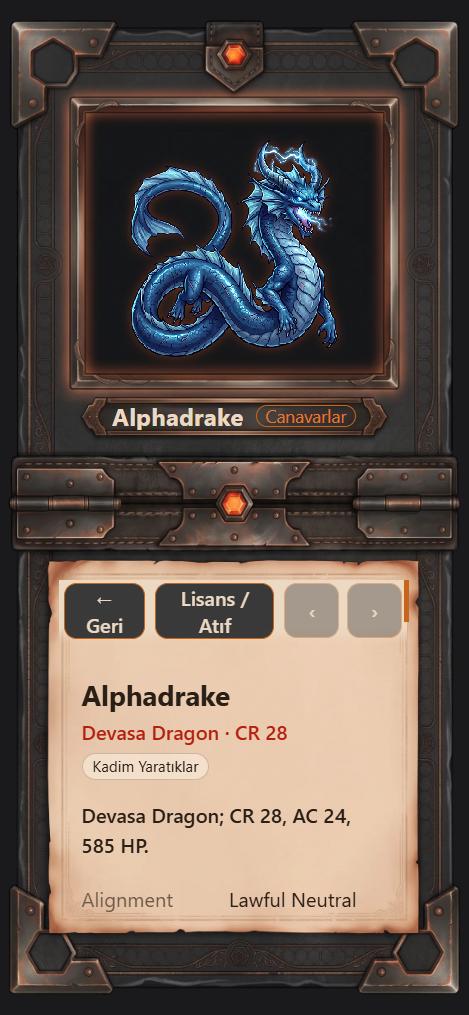 Alphadrake Canavarlar
← Geri
Lisans / Atıf
‹ ›
Alphadrake
Devasa Dragon · CR 28
Kadim Yaratıklar
Devasa Dragon; CR 28, AC 24,
585 HP.
Alignment Lawful Neutral